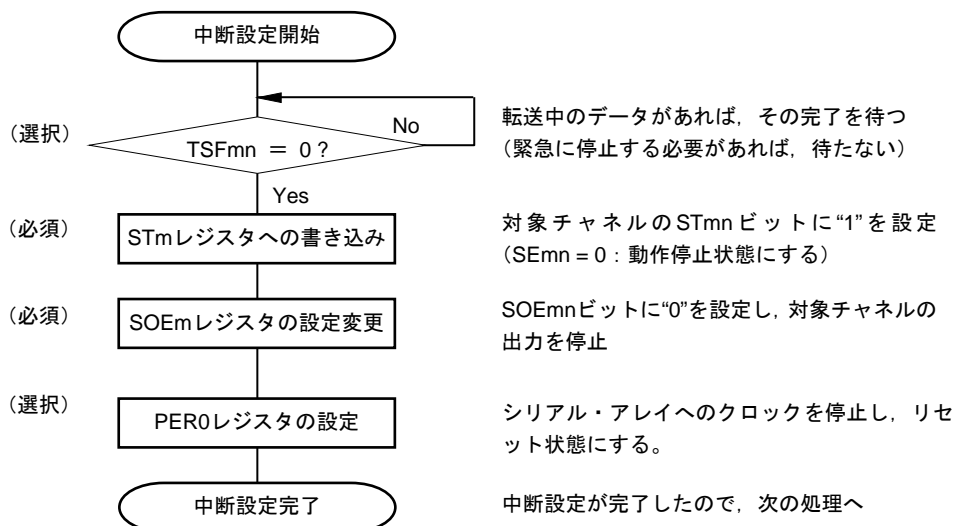 中断設定開始
（選択）
TSFmn ＝ 0？
No
転送中のデータがあれば，その完了を待つ
（緊急に停止する必要があれば，待たない）
Yes
（必須）
STmレジスタへの書き込み
対象チャネルのSTmnビットに“1”を設定
（SEmn = 0：動作停止状態にする）
（必須）
SOEmレジスタの設定変更
SOEmnビットに“0”を設定し，対象チャネルの
出力を停止
（選択）
PER0レジスタの設定
シリアル・アレイへのクロックを停止し，リセ
ット状態にする。
中断設定完了
中断設定が完了したので，次の処理へ